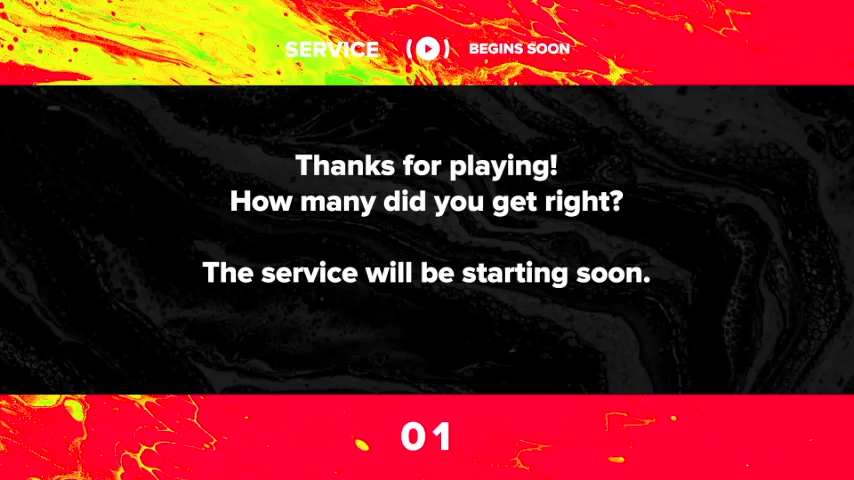 SERVICE BEGINS SOON
Thanks for playing!
How many did you get right?
The service will be starting soon.
01